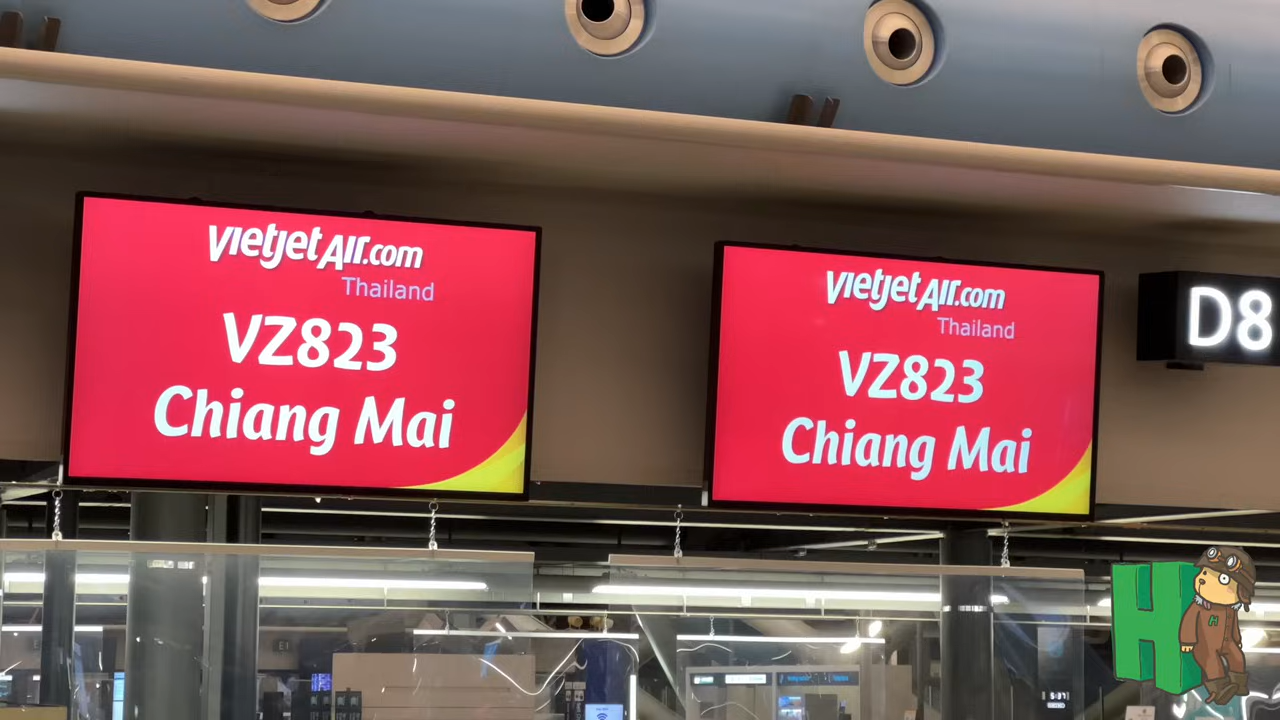 vietjetAir.com
Thailand
VZ823
Chiang Mai
vietjetAir.com
Thailand
VZ823
Chiang Mai
D8
H
H